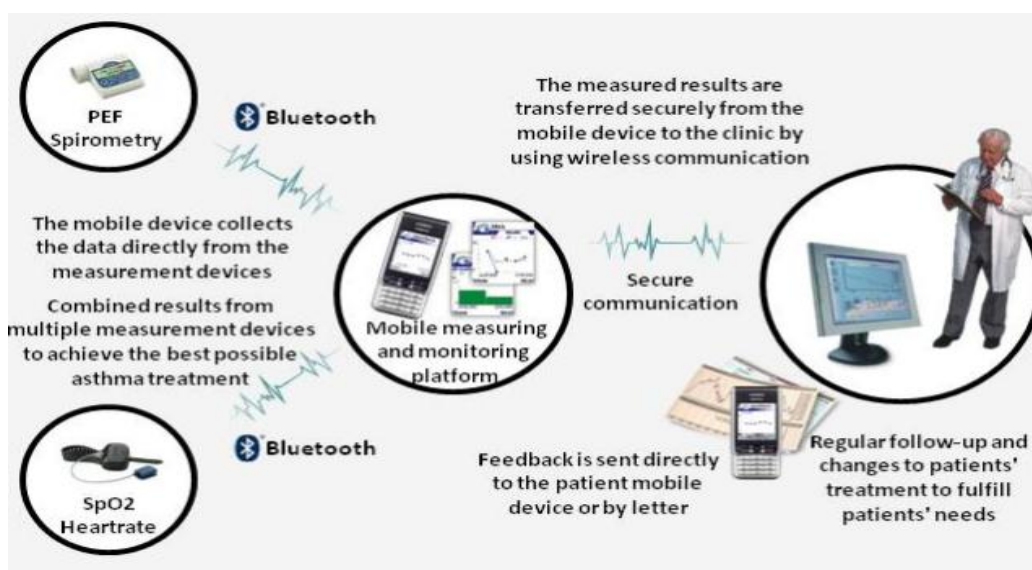 PEF
Spirometry
Bluetooth
The measured results are
transferred securely from the
mobile device to the clinic by
using wireless communication
The mobile device collects
the data directly from the
measurement devices
Combined results from
multiple measurement devices
to achieve the best possible
asthma treatment
Mobile measuring
and monitoring
platform
Secure
communication
Bluetooth
SpO2
Heartrate
Feedback is sent directly
to the patient mobile
device or by letter
Regular follow-up and
changes to patients'
treatment to fulfill
patients' needs